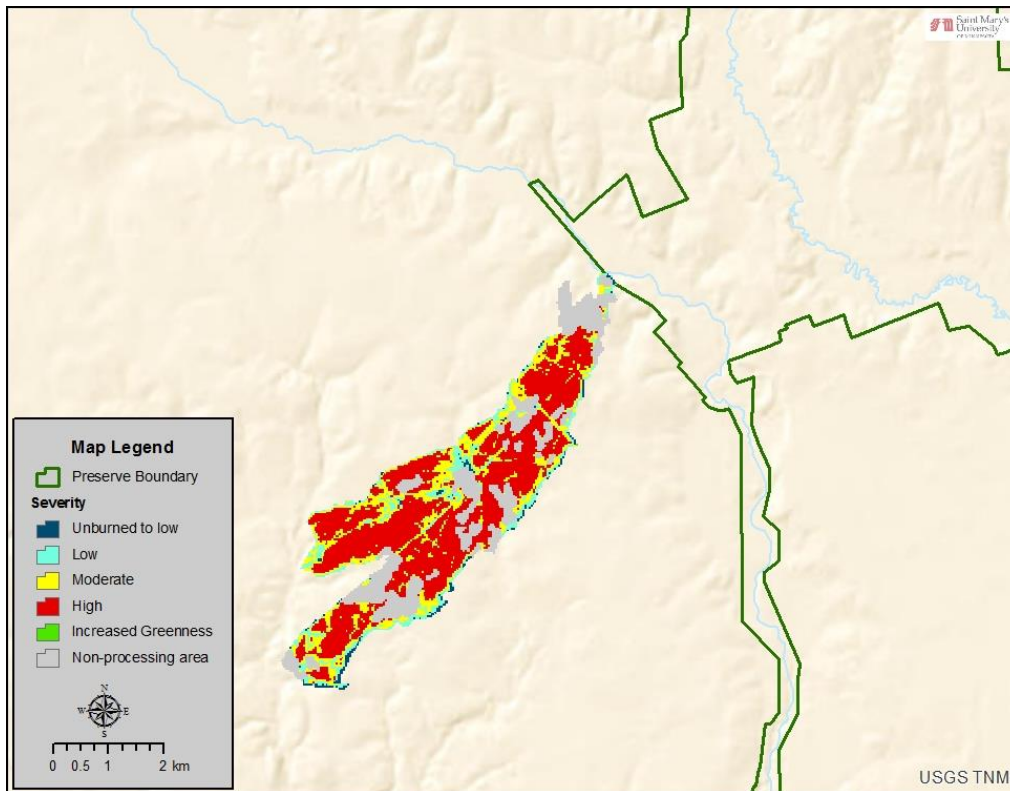 Saint Mary's
University
Map Legend
Preserve Boundary
Severity
Unburned to low
Low
Moderate
High
Increased Greenness
Non-processing area
N
W E
S
0 0.5 1 2 km
USGS TNM